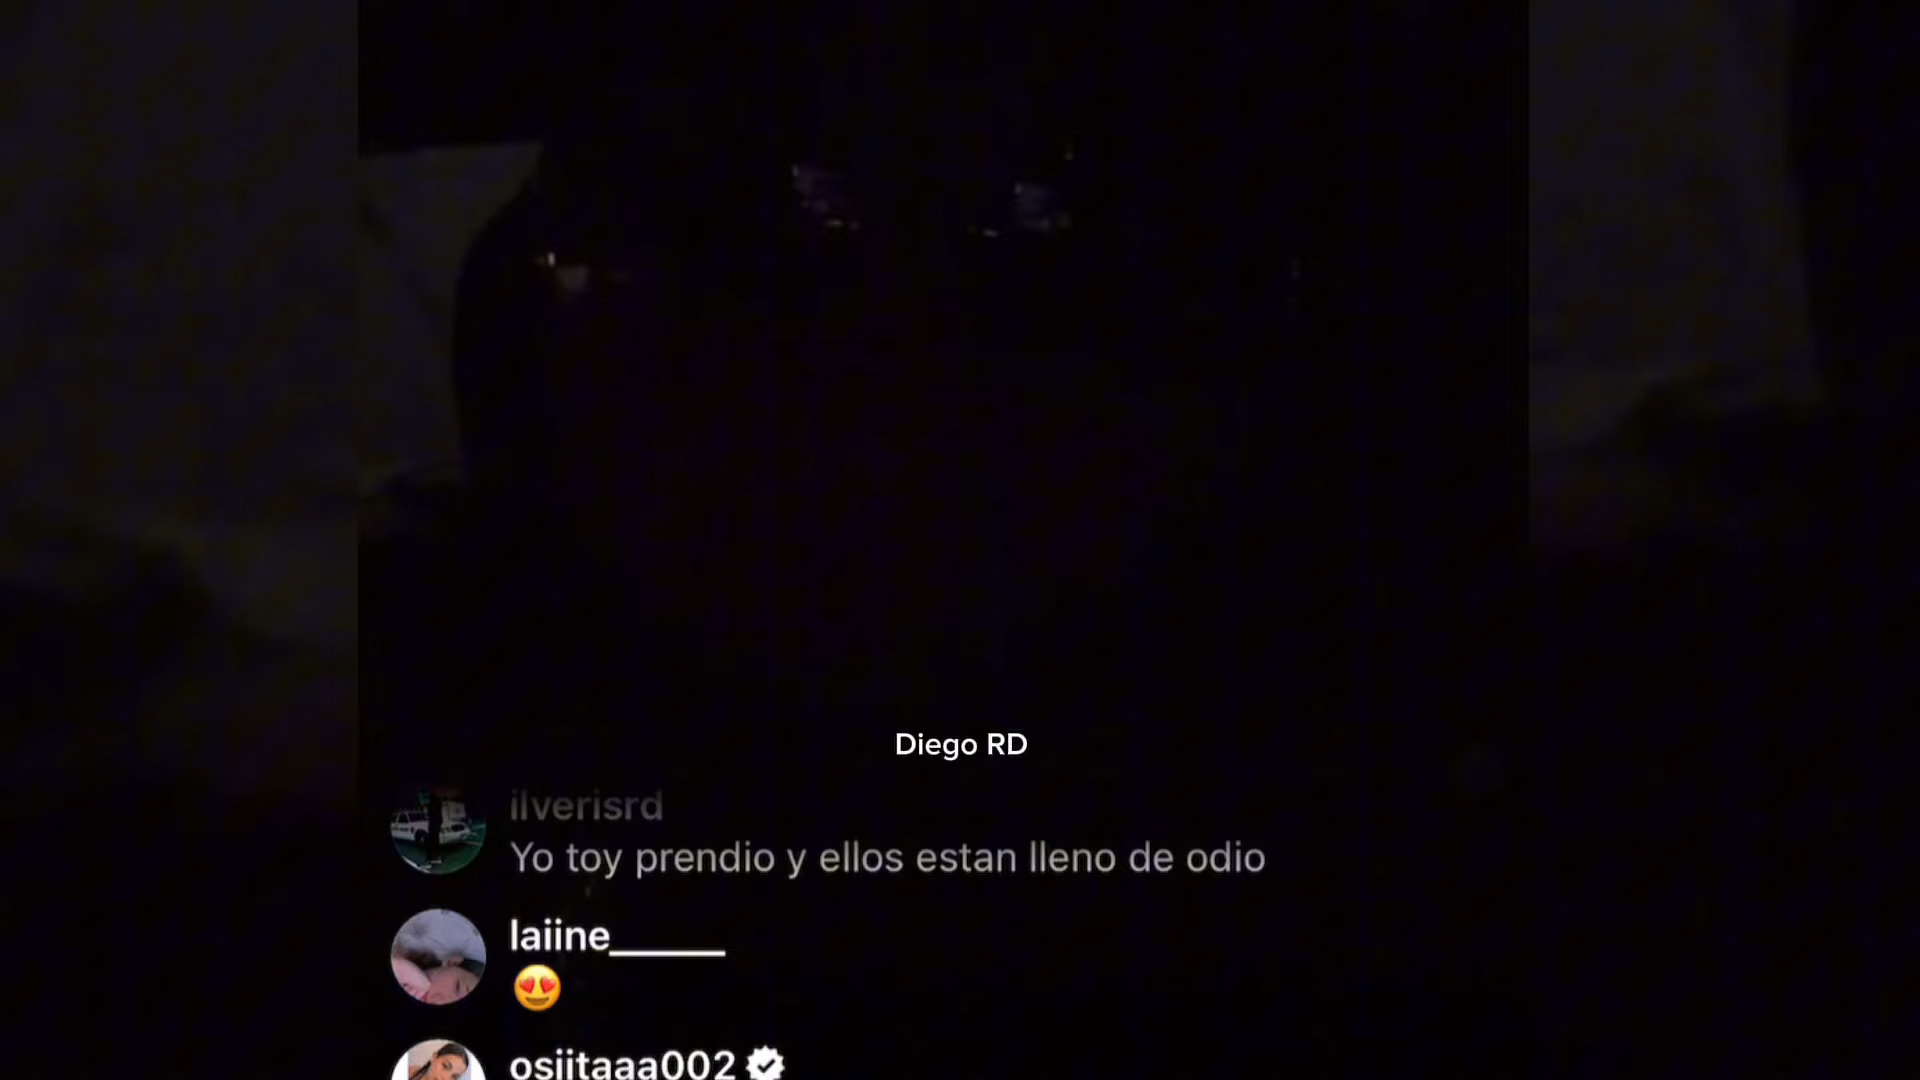 Diego RD
ilverisrd
Yo toy prendio y ellos estan lleno de odio
laiine_____
😍
osiitaaa002